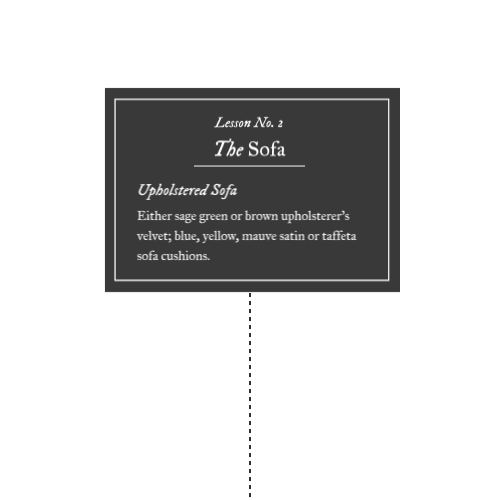 Lesson No. 2
The Sofa
Upholstered Sofa
Either sage green or brown upholsterer's
velvet; blue, yellow, mauve satin or taffeta
sofa cushions.